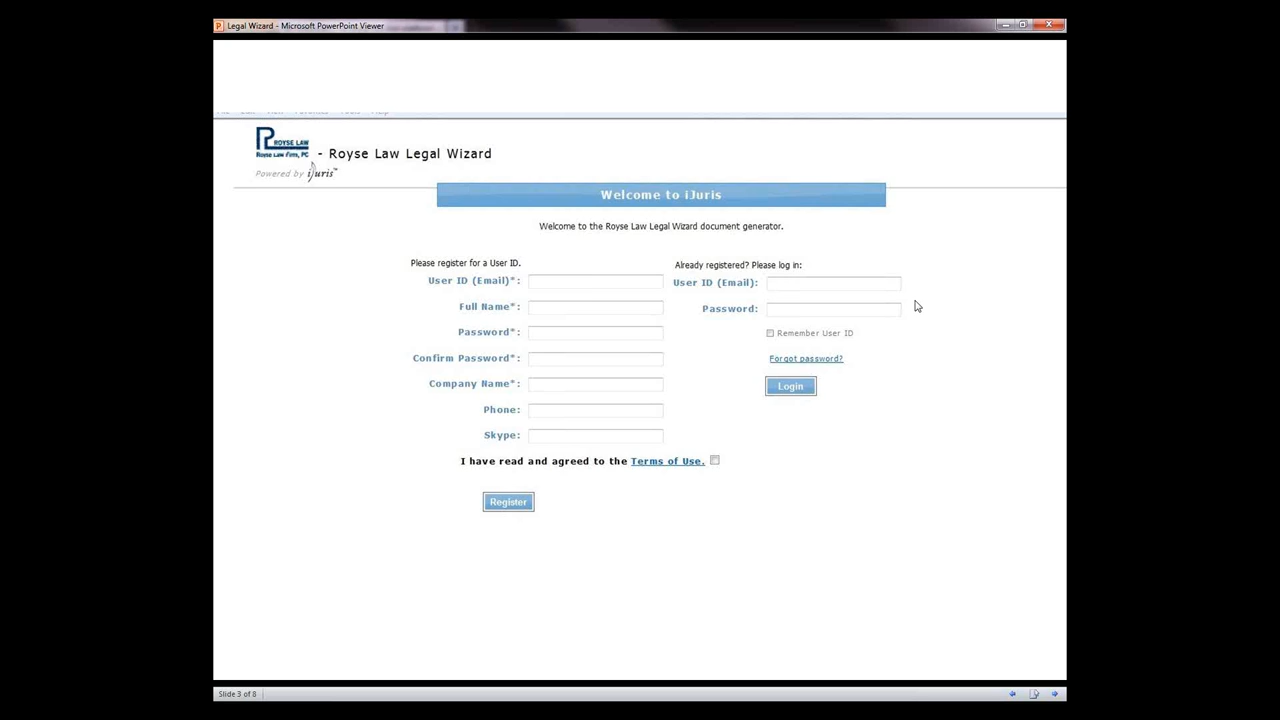 Legal Wizard - Microsoft PowerPoint Viewer
ROYSE LAW
Royse Law Firm, PC
- Royse Law Legal Wizard
Powered by iJuris™
Welcome to iJuris
Welcome to the Royse Law Legal Wizard document generator.
Please register for a User ID.
User ID (Email)*:
Full Name*:
Password*:
Confirm Password*:
Company Name*:
Phone:
Skype:
I have read and agreed to the Terms of Use.
Register
Already registered? Please log in:
User ID (Email):
Password:
Remember User ID
Forgot password?
Login
Slide 3 of 8